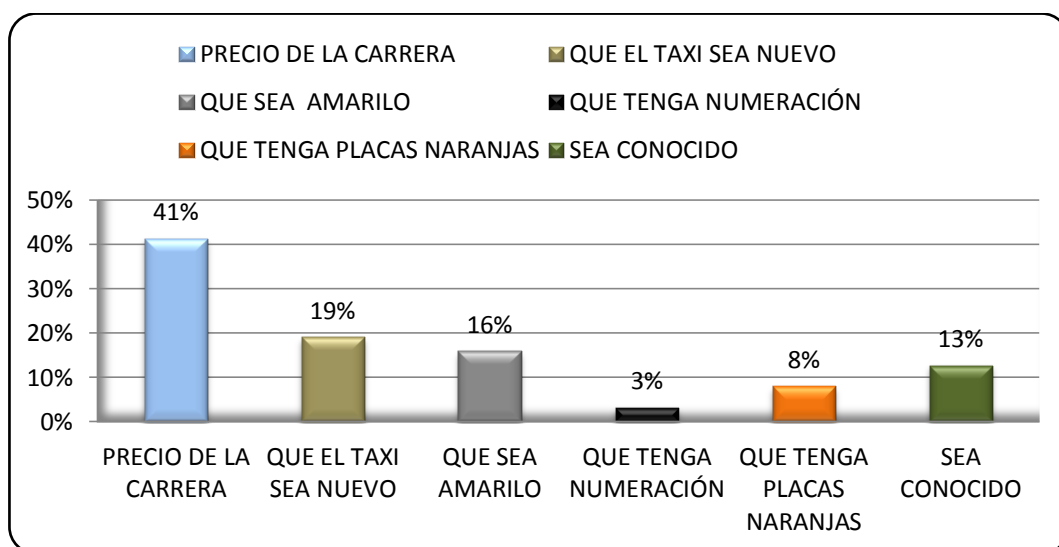 PRECIO DE LA CARRERA
QUE EL TAXI SEA NUEVO
QUE SEA AMARILO
QUE TENGA NUMERACIÓN
QUE TENGA PLACAS NARANJAS
SEA CONOCIDO
50%
40%
30%
20%
10%
0%
41%
19%
16%
3%
8%
13%
PRECIO DE LA
CARRERA
QUE EL TAXI
SEA NUEVO
QUE SEA
AMARILO
QUE TENGA
NUMERACIÓN
QUE TENGA
PLACAS
NARANJAS
SEA
CONOCIDO